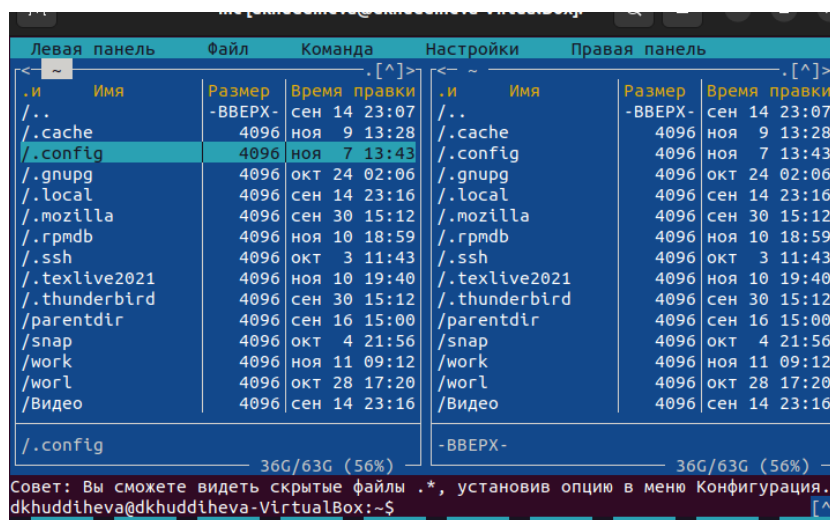 mc [dkhuddiheva@dkhuddiheva-VirtualBox]:
Левая панель Файл Команда Настройки Правая панель
<— ~ .[^]> <— ~ .[^]>
.и Имя Размер Время правки .и Имя Размер Время правки
/.. -ВВЕРХ- сен 14 23:07 /.. -ВВЕРХ- сен 14 23:07
/.cache 4096 ноя 9 13:28 /.cache 4096 ноя 9 13:28
/.config 4096 ноя 7 13:43 /.config 4096 ноя 7 13:43
/.gnupg 4096 окт 24 02:06 /.gnupg 4096 окт 24 02:06
/.local 4096 сен 14 23:16 /.local 4096 сен 14 23:16
/.mozilla 4096 сен 30 15:12 /.mozilla 4096 сен 30 15:12
/.rpmdb 4096 ноя 10 18:59 /.rpmdb 4096 ноя 10 18:59
/.ssh 4096 окт 3 11:43 /.ssh 4096 окт 3 11:43
/.texlive2021 4096 ноя 10 19:40 /.texlive2021 4096 ноя 10 19:40
/.thunderbird 4096 сен 30 15:12 /.thunderbird 4096 сен 30 15:12
/parentdir 4096 сен 16 15:00 /parentdir 4096 сен 16 15:00
/snap 4096 окт 4 21:56 /snap 4096 окт 4 21:56
/work 4096 ноя 11 09:12 /work 4096 ноя 11 09:12
/worl 4096 окт 28 17:20 /worl 4096 окт 28 17:20
/Видео 4096 сен 14 23:16 /Видео 4096 сен 14 23:16
/.config -ВВЕРХ-
36G/63G (56%) 36G/63G (56%)
Совет: Вы сможете видеть скрытые файлы .*, установив опцию в меню Конфигурация.
dkhuddiheva@dkhuddiheva-VirtualBox:~$ [^